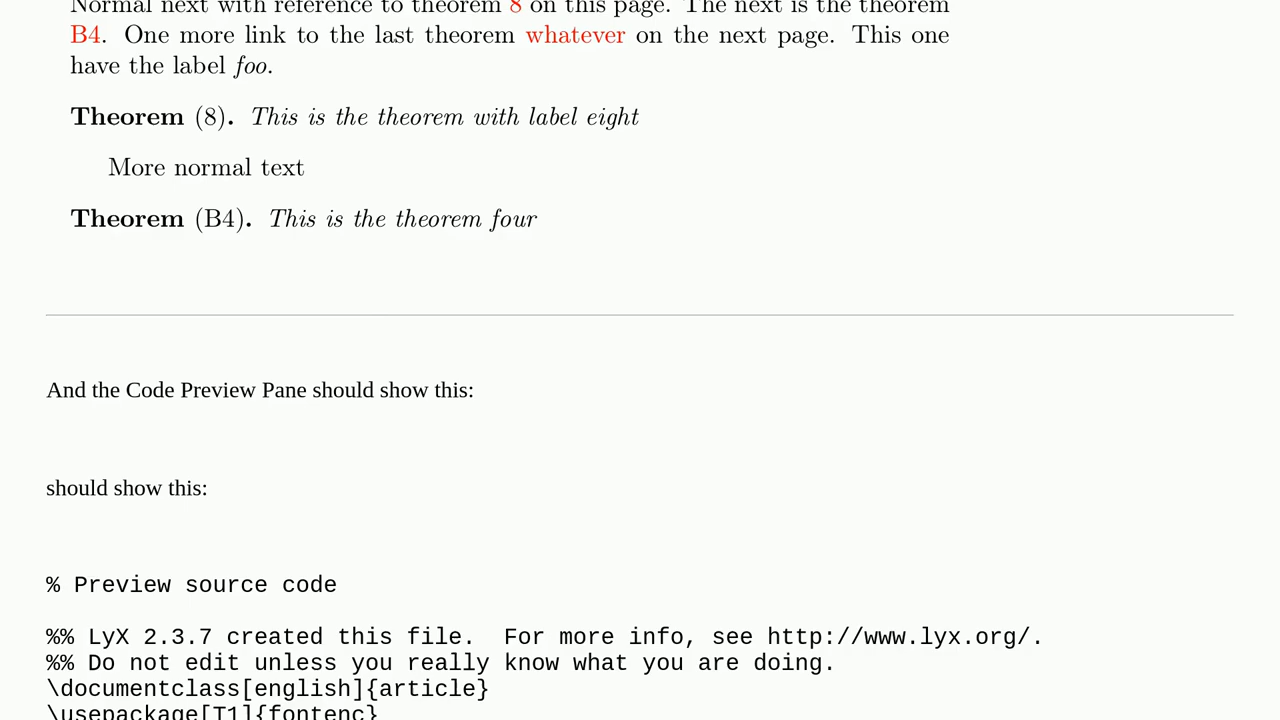 Normal next with reference to theorem 8 on this page. The next is the theorem
B4. One more link to the last theorem whatever on the next page. This one
have the label foo.
Theorem (8). This is the theorem with label eight
More normal text
Theorem (B4). This is the theorem four
And the Code Preview Pane should show this:
should show this:
% Preview source code
%% LyX 2.3.7 created this file.  For more info, see http://www.lyx.org/.
%% Do not edit unless you really know what you are doing.
\documentclass[english]{article}
\usepackage[T1]{fontenc}